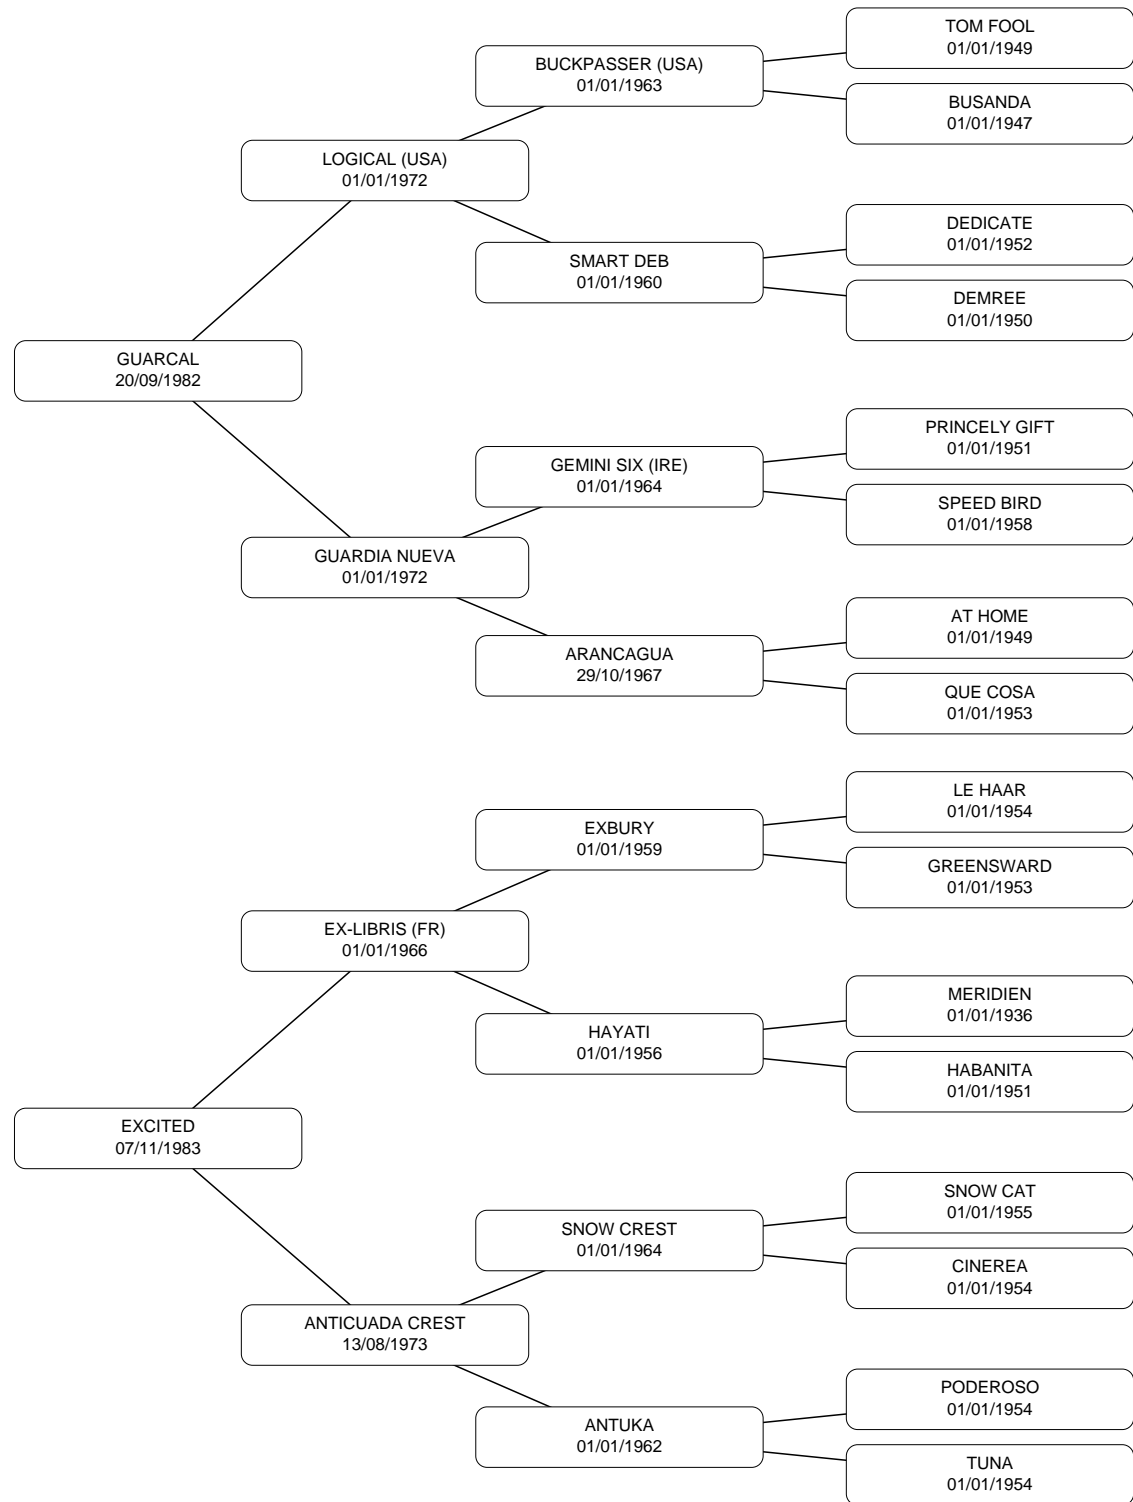 TOM FOOL
01/01/1949
BUCKPASSER (USA)
01/01/1963
BUSANDA
01/01/1947
LOGICAL (USA)
01/01/1972
DEDICATE
01/01/1952
SMART DEB
01/01/1960
DEMREE
01/01/1950
GUARCAL
20/09/1982
PRINCELY GIFT
01/01/1951
GEMINI SIX (IRE)
01/01/1964
SPEED BIRD
01/01/1958
GUARDIA NUEVA
01/01/1972
AT HOME
01/01/1949
ARANCAGUA
29/10/1967
QUE COSA
01/01/1953
LE HAAR
01/01/1954
EXBURY
01/01/1959
GREENSWARD
01/01/1953
EX-LIBRIS (FR)
01/01/1966
MERIDIEN
01/01/1936
HAYATI
01/01/1956
HABANITA
01/01/1951
EXCITED
07/11/1983
SNOW CAT
01/01/1955
SNOW CREST
01/01/1964
CINEREA
01/01/1954
ANTICUADA CREST
13/08/1973
PODEROSO
01/01/1954
ANTUKA
01/01/1962
TUNA
01/01/1954